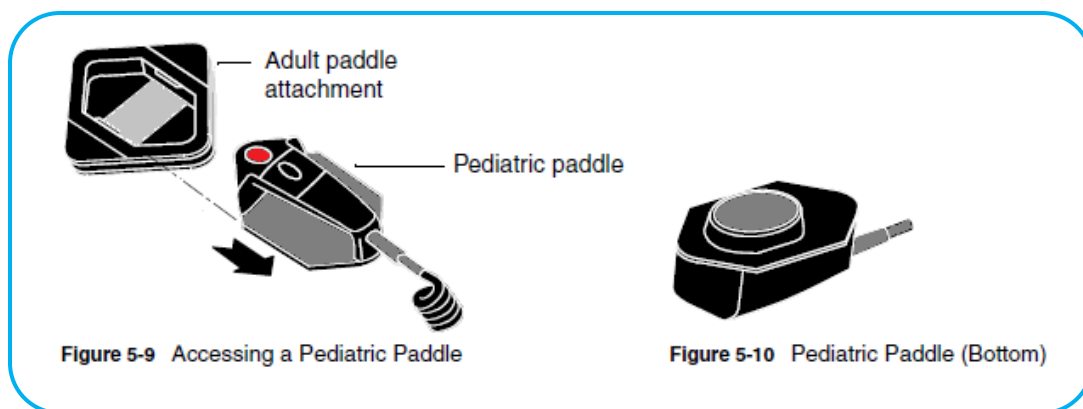 Adult paddle
attachment
Pediatric paddle
Figure 5-9 Accessing a Pediatric Paddle
Figure 5-10 Pediatric Paddle (Bottom)